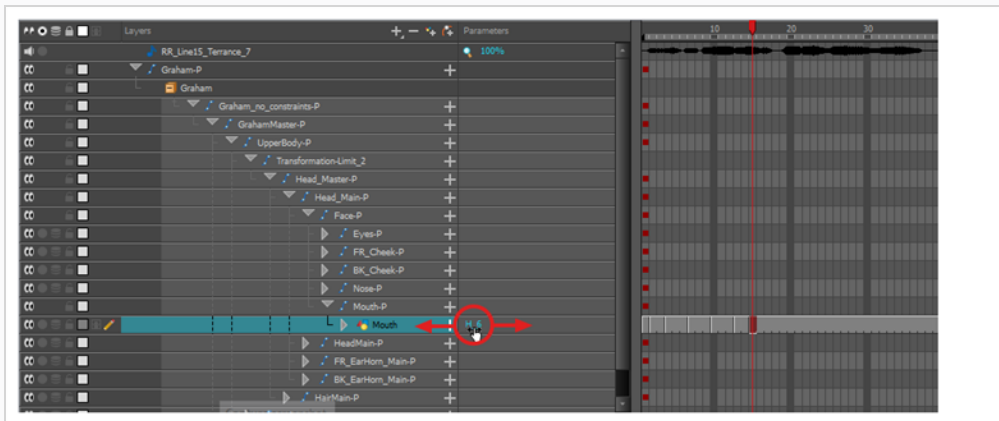 Layers Parameters 10 20 30
RR_Line15_Terrance_7 100%
Graham-P
Graham
Graham_no_constraints-P
GrahamMaster-P
UpperBody-P
Transformation-Limit_2
Head_Master-P
Head_Main-P
Face-P
Eyes-P
FR_Cheek-P
BK_Cheek-P
Nose-P
Mouth-P
Mouth H_6
HeadMain-P
FR_EarHorn_Main-P
BK_EarHorn_Main-P
HairMain-P